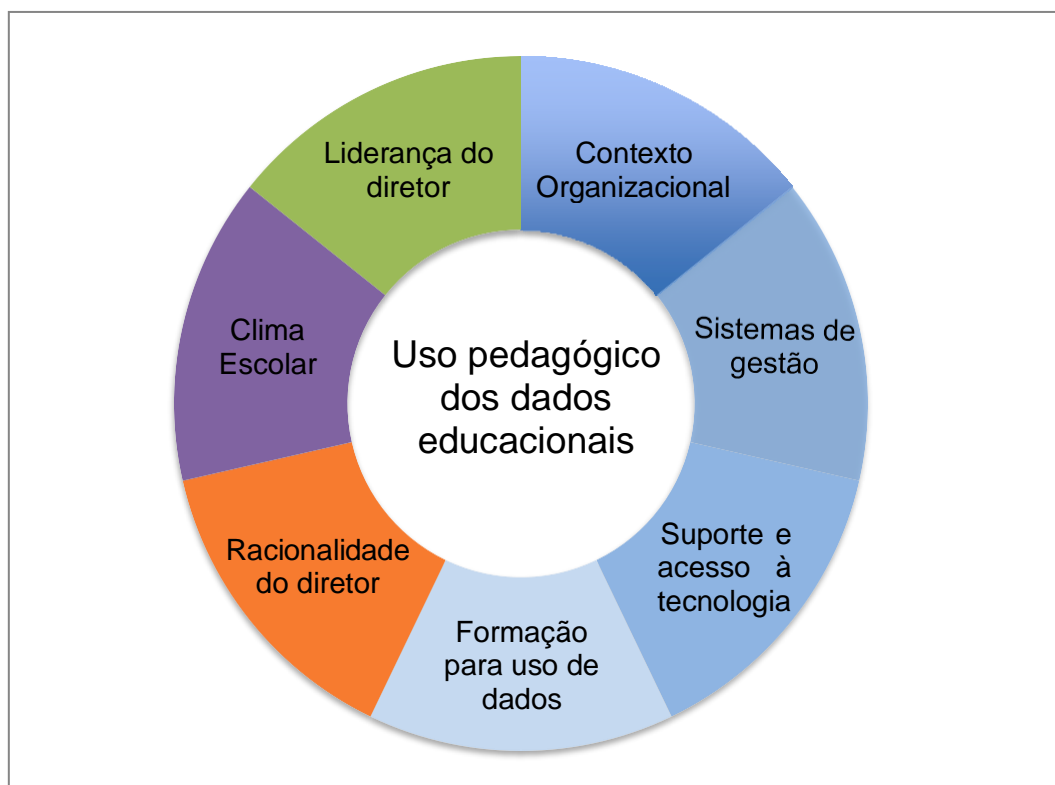 Liderança do
diretor
Contexto
Organizacional
Clima
Escolar
Uso pedagógico
dos dados
educacionais
Sistemas de
gestão
Racionalidade
do diretor
Suporte e
acesso à
tecnologia
Formação
para uso de
dados